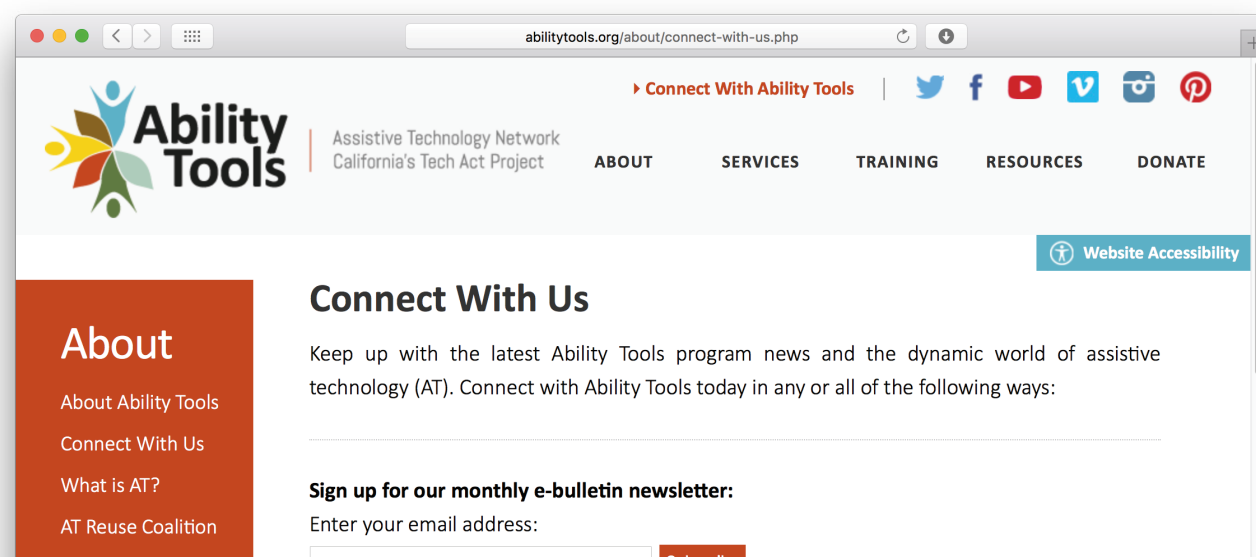 abilitytools.org/about/connect-with-us.php
Connect With Ability Tools
Ability
Tools
Assistive Technology Network
California's Tech Act Project
ABOUT SERVICES TRAINING RESOURCES DONATE
Website Accessibility
About
About Ability Tools
Connect With Us
What is AT?
AT Reuse Coalition
Connect With Us
Keep up with the latest Ability Tools program news and the dynamic world of assistive
technology (AT). Connect with Ability Tools today in any or all of the following ways:
Sign up for our monthly e-bulletin newsletter:
Enter your email address: